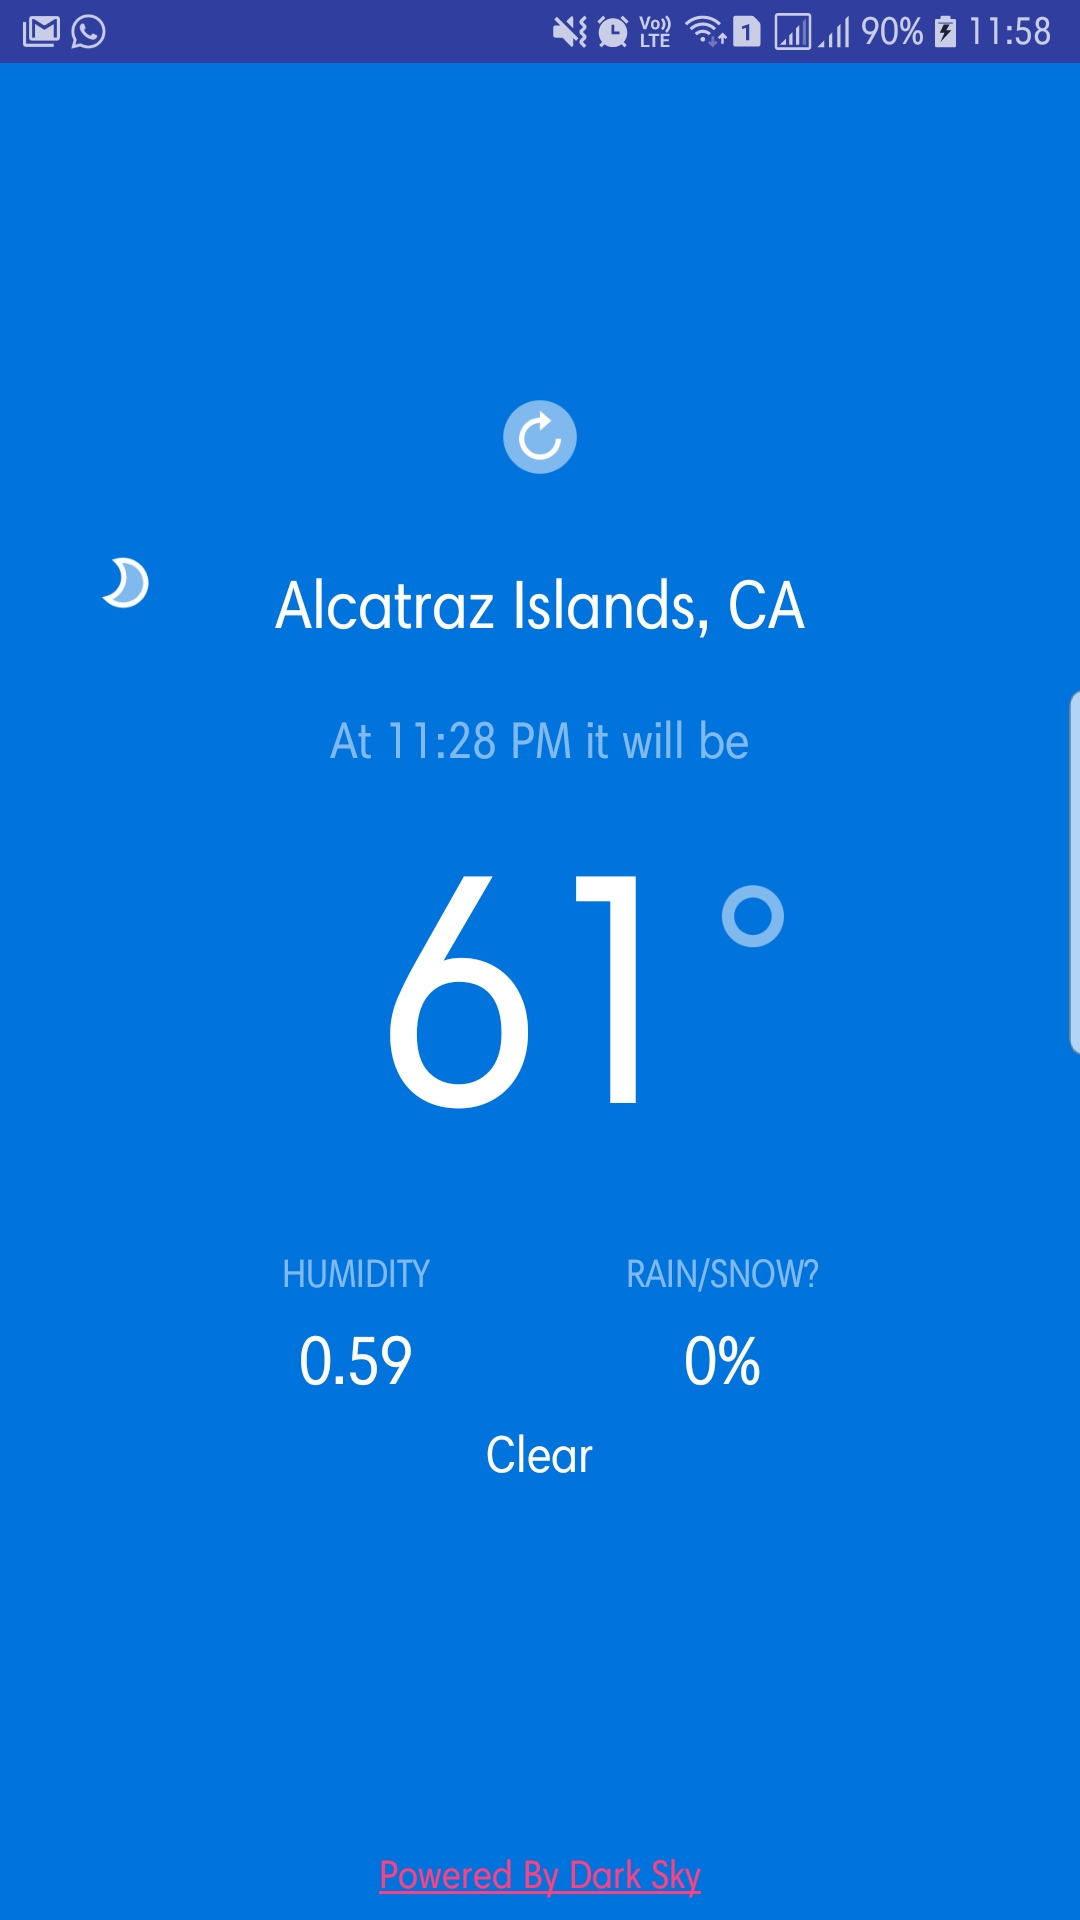 Vo)) LTE 1 90% 11:58
Alcatraz Islands, CA
At 11:28 PM it will be
61
HUMIDITY RAIN/SNOW?
0.59 0%
Clear
Powered By Dark Sky